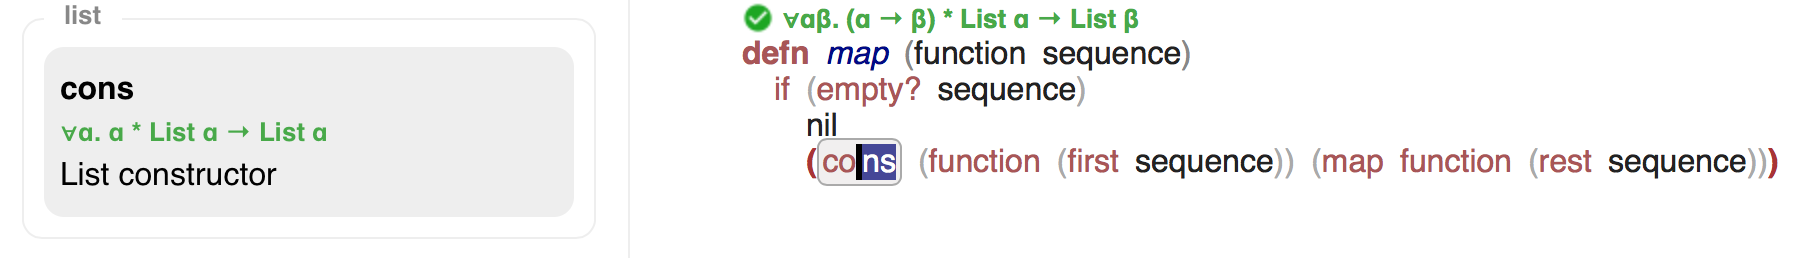 list
cons
∀α. α * List α → List α
List constructor
∀αβ. (α → β) * List α → List β
defn map (function sequence)
if (empty? sequence)
nil
(cons (function (first sequence)) (map function (rest sequence)))